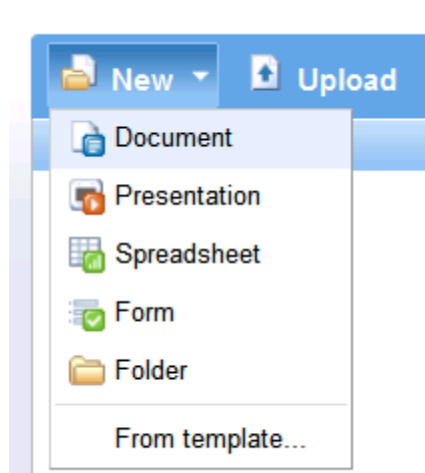 New Upload
Document
Presentation
Spreadsheet
Form
Folder
From template...